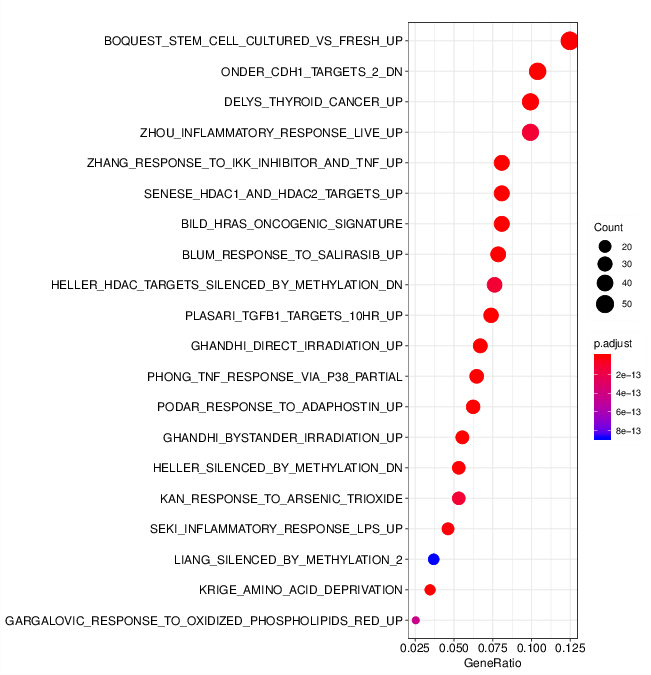 BOQUEST_STEM_CELL_CULTURED_VS_FRESH_UP
ONDER_CDH1_TARGETS_2_DN
DELYS_THYROID_CANCER_UP
ZHOU_INFLAMMATORY_RESPONSE_LIVE_UP
ZHANG_RESPONSE_TO_IKK_INHIBITOR_AND_TNF_UP
SENESE_HDAC1_AND_HDAC2_TARGETS_UP
BILD_HRAS_ONCOGENIC_SIGNATURE
BLUM_RESPONSE_TO_SALIRASIB_UP
HELLER_HDAC_TARGETS_SILENCED_BY_METHYLATION_DN
PLASARI_TGFB1_TARGETS_10HR_UP
GHANDHI_DIRECT_IRRADIATION_UP
PHONG_TNF_RESPONSE_VIA_P38_PARTIAL
PODAR_RESPONSE_TO_ADAPHOSTIN_UP
GHANDHI_BYSTANDER_IRRADIATION_UP
HELLER_SILENCED_BY_METHYLATION_DN
KAN_RESPONSE_TO_ARSENIC_TRIOXIDE
SEKI_INFLAMMATORY_RESPONSE_LPS_UP
LIANG_SILENCED_BY_METHYLATION_2
KRIGE_AMINO_ACID_DEPRIVATION
GARGALOVIC_RESPONSE_TO_OXIDIZED_PHOSPHOLIPIDS_RED_UP
0.025 0.050 0.075 0.100 0.125
GeneRatio
Count
20
30
40
50
p.adjust
2e−13
4e−13
6e−13
8e−13